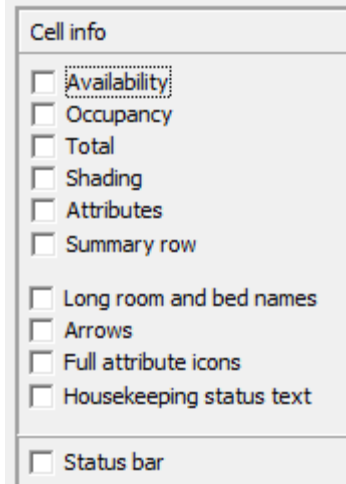 Cell info
Availability
Occupancy
Total
Shading
Attributes
Summary row
Long room and bed names
Arrows
Full attribute icons
Housekeeping status text
Status bar